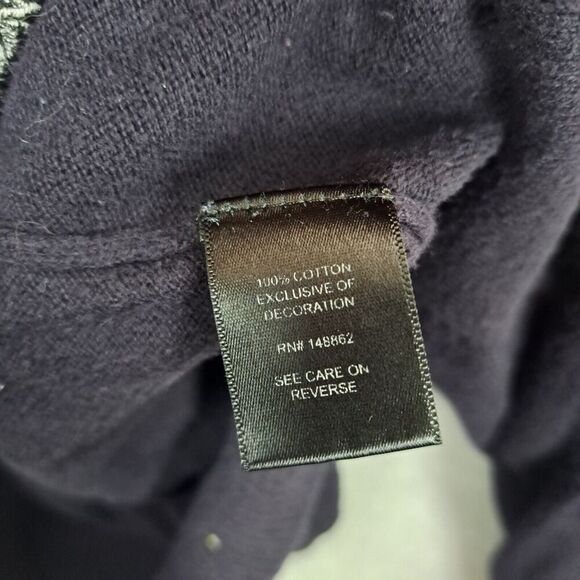 100% COTTON
EXCLUSIVE OF
DECORATION
RN# 148862
SEE CARE ON
REVERSE